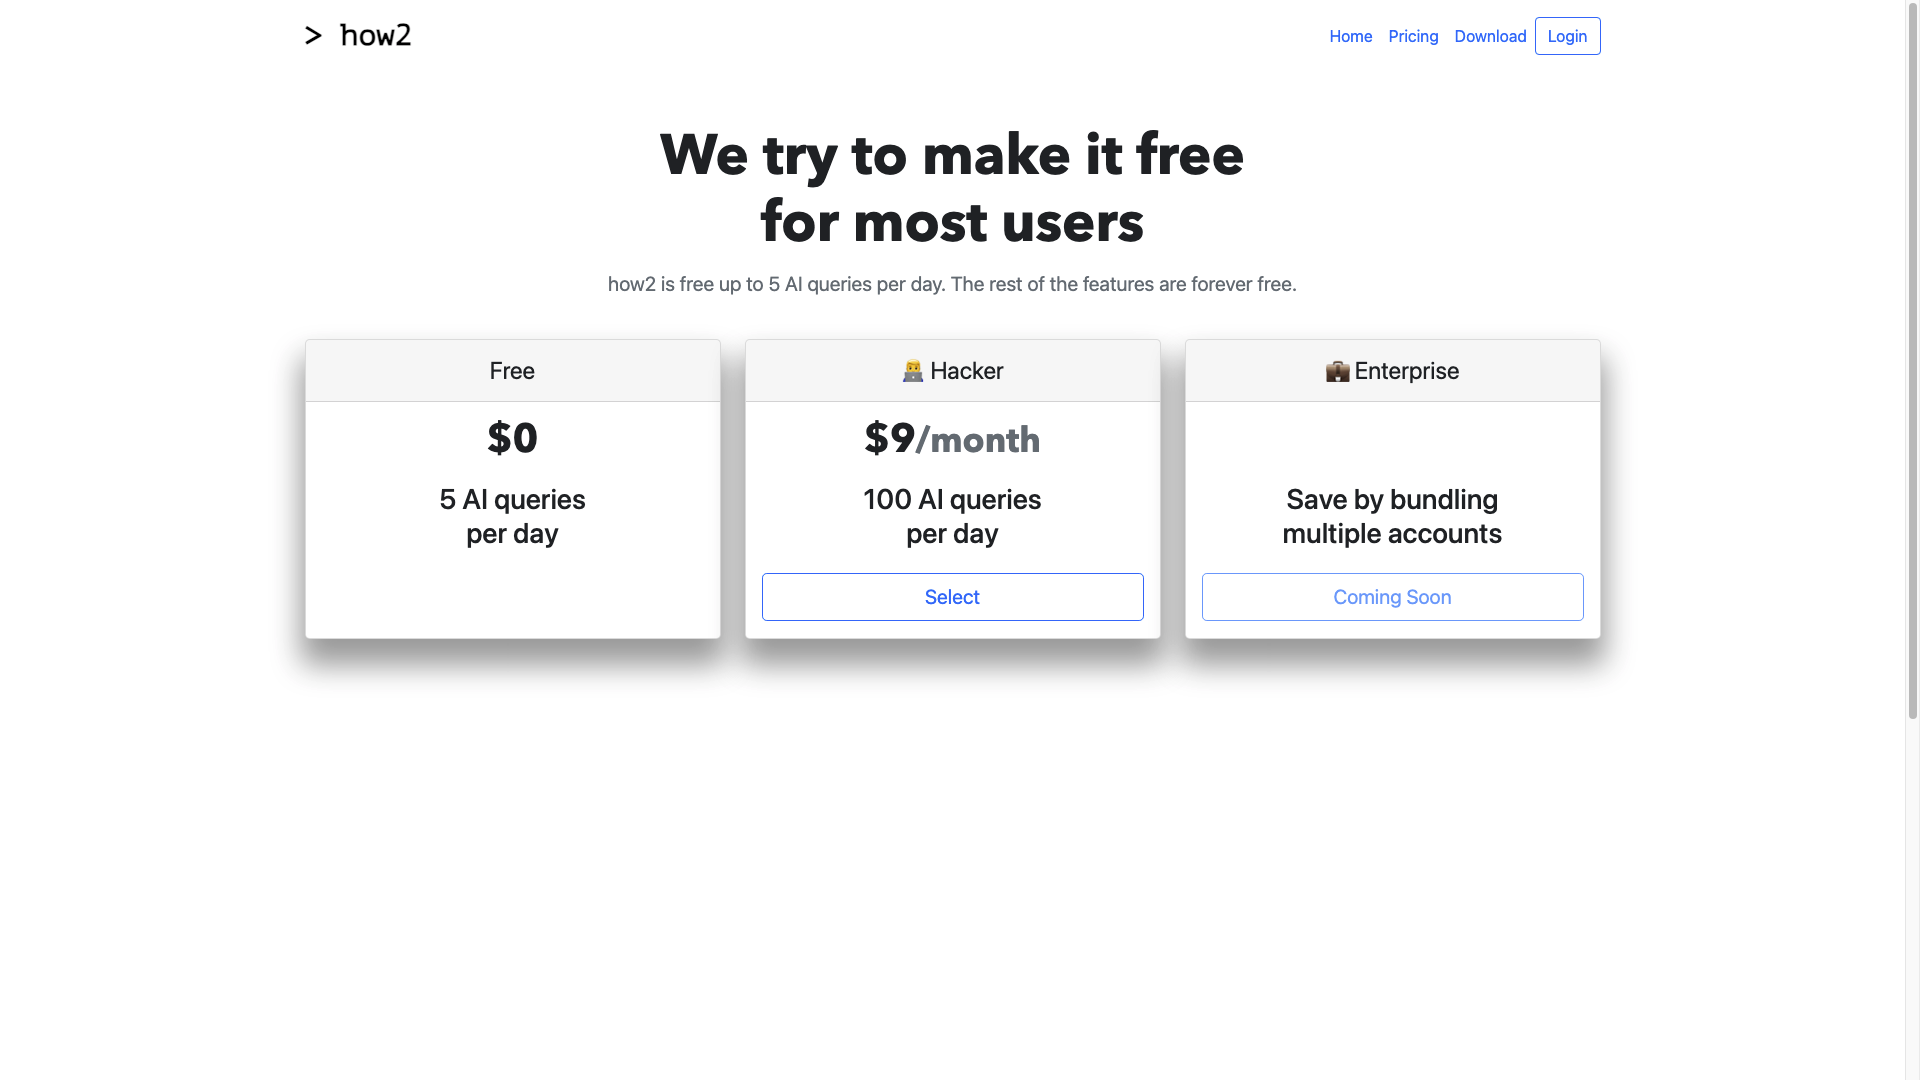 > how2
Home Pricing Download Login
We try to make it free
for most users
how2 is free up to 5 AI queries per day. The rest of the features are forever free.
Free
$0
5 AI queries
per day
👨‍💻 Hacker
$9/month
100 AI queries
per day
Select
💼 Enterprise
Save by bundling
multiple accounts
Coming Soon